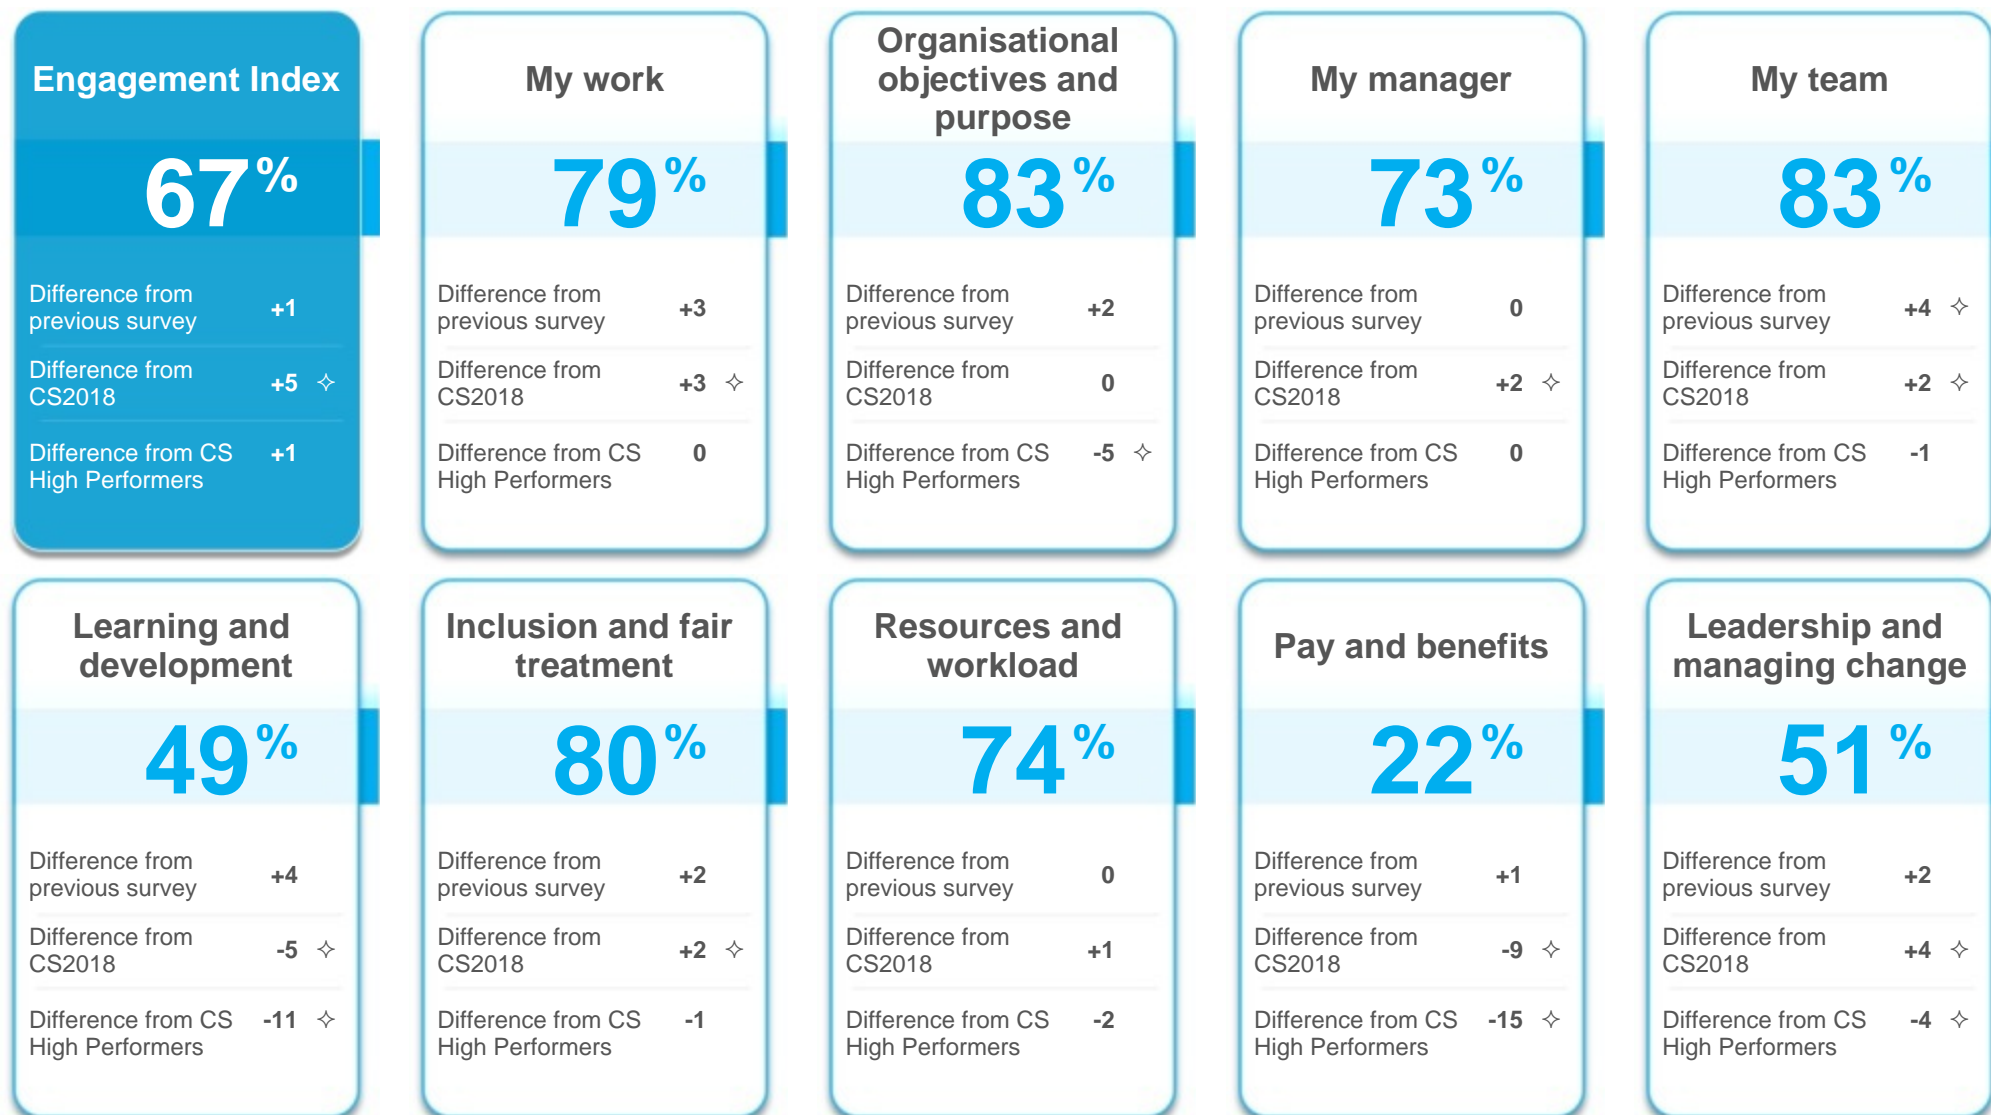 Engagement Index
67%
Difference from
previous survey +1
Difference from
CS2018 +5 ✧
Difference from CS
High Performers +1
My work
79%
Difference from
previous survey +3
Difference from
CS2018 +3 ✧
Difference from CS
High Performers 0
Organisational
objectives and
purpose
83%
Difference from
previous survey +2
Difference from
CS2018 0
Difference from CS
High Performers -5 ✧
My manager
73%
Difference from
previous survey 0
Difference from
CS2018 +2 ✧
Difference from CS
High Performers 0
My team
83%
Difference from
previous survey +4 ✧
Difference from
CS2018 +2 ✧
Difference from CS
High Performers -1
Learning and
development
49%
Difference from
previous survey +4
Difference from
CS2018 -5 ✧
Difference from CS
High Performers -11 ✧
Inclusion and fair
treatment
80%
Difference from
previous survey +2
Difference from
CS2018 +2 ✧
Difference from CS
High Performers -1
Resources and
workload
74%
Difference from
previous survey 0
Difference from
CS2018 +1
Difference from CS
High Performers -2
Pay and benefits
22%
Difference from
previous survey +1
Difference from
CS2018 -9 ✧
Difference from CS
High Performers -15 ✧
Leadership and
managing change
51%
Difference from
previous survey +2
Difference from
CS2018 +4 ✧
Difference from CS
High Performers -4 ✧